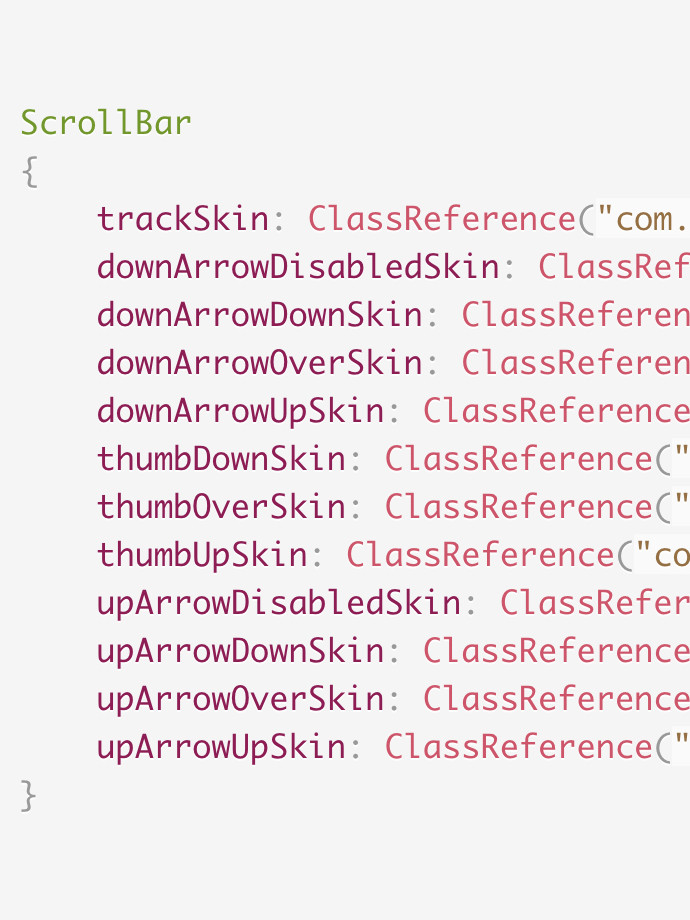 ScrollBar
{
trackSkin: ClassReference("com.
downArrowDisabledSkin: ClassRef
downArrowDownSkin: ClassReferen
downArrowOverSkin: ClassReferen
downArrowUpSkin: ClassReference
thumbDownSkin: ClassReference("
thumbOverSkin: ClassReference("
thumbUpSkin: ClassReference("co
upArrowDisabledSkin: ClassRefer
upArrowDownSkin: ClassReference
upArrowOverSkin: ClassReference
upArrowUpSkin: ClassReference("
}